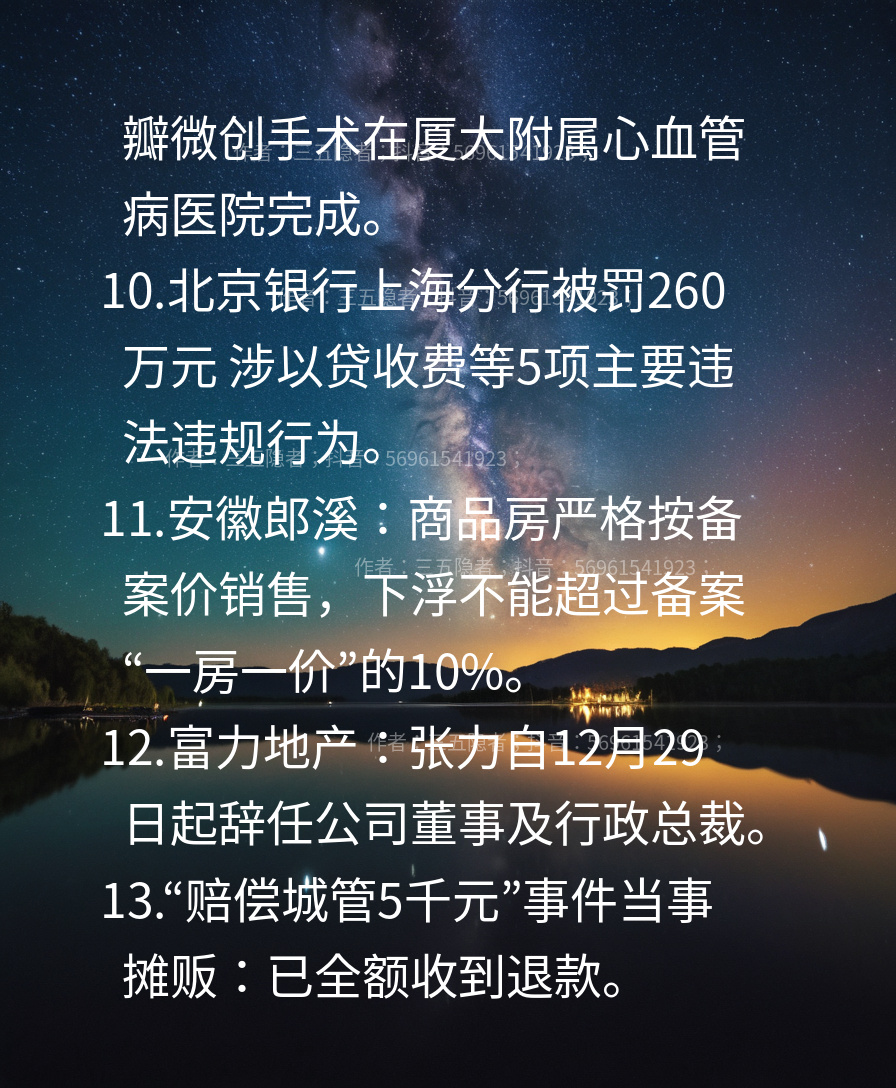 瓣微创手术在厦大附属心血管
病医院完成。
10.北京银行上海分行被罚260
万元 涉以贷收费等5项主要违
法违规行为。
作者：三五隐者；抖音：56961541923；
11.安徽郎溪：商品房严格按备
作者：三五隐者；抖音：56961541923；
案价销售，下浮不能超过备案
“一房一价”的10%。
12.富力地产：张力自12月29
日起辞任公司董事及行政总裁。
13.“赔偿城管5千元”事件当事
摊贩：已全额收到退款。